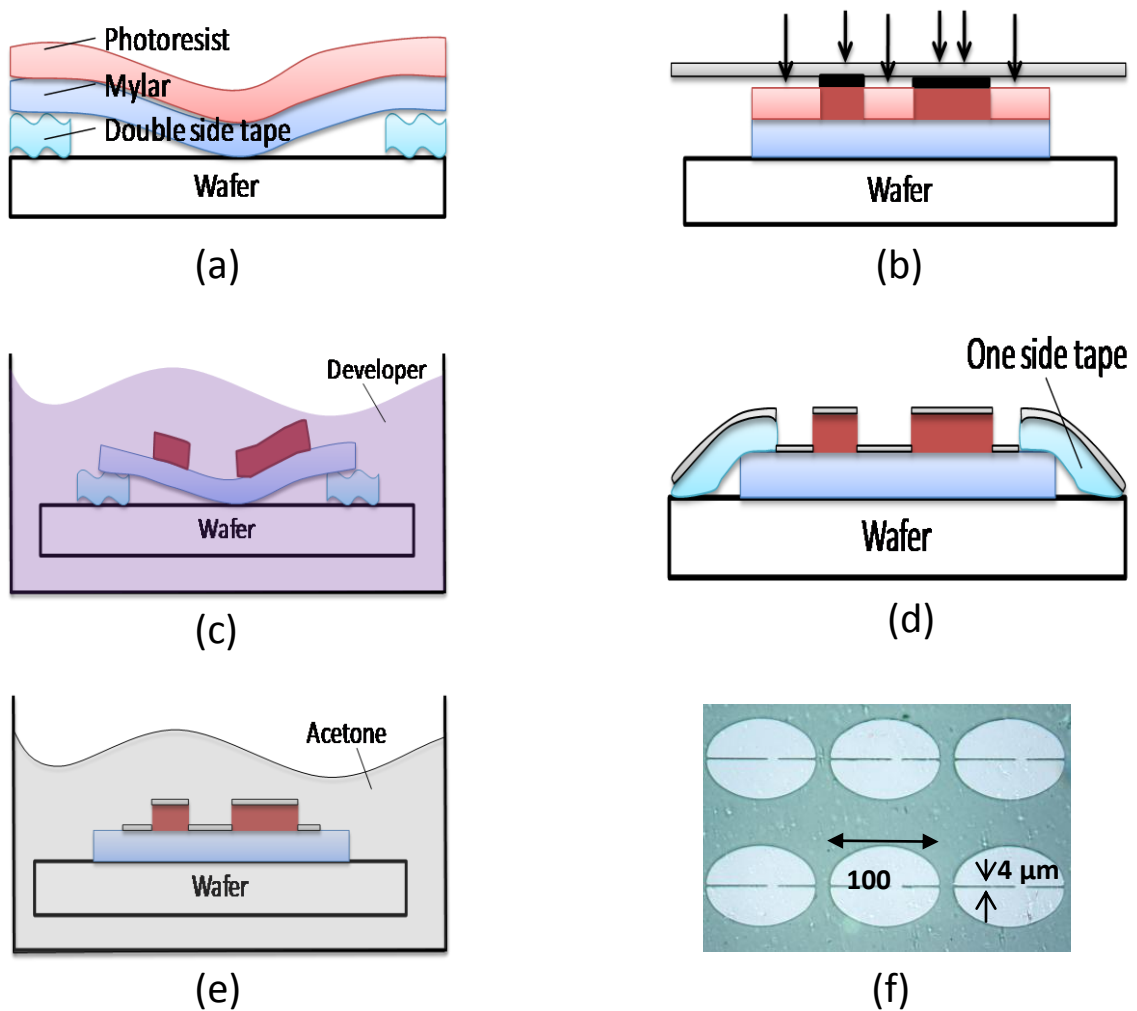 Photoresist
Mylar
Double side tape
Wafer
(a)
Wafer
(b)
Developer
Wafer
(c)
One side tape
Wafer
(d)
Acetone
Wafer
(e)
100
4 µm
(f)